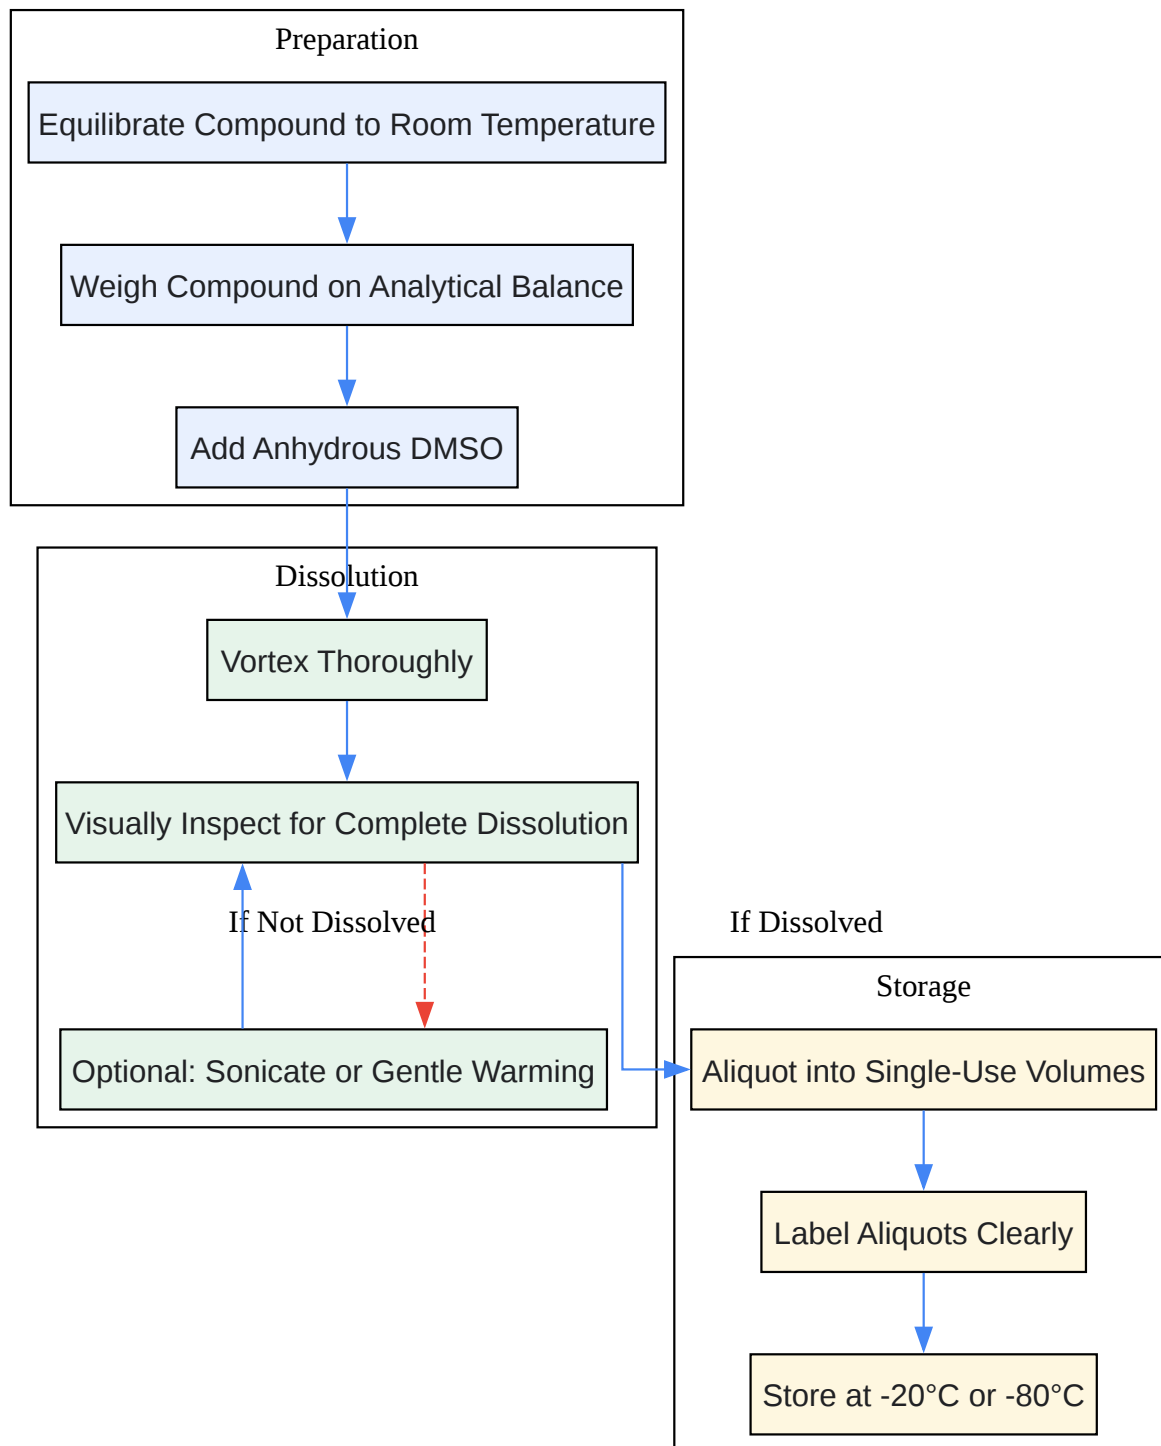 Preparation
Equilibrate Compound to Room Temperature
Weigh Compound on Analytical Balance
Add Anhydrous DMSO
Dissolution
Vortex Thoroughly
Visually Inspect for Complete Dissolution
If Not Dissolved
If Dissolved
Optional: Sonicate or Gentle Warming
Storage
Aliquot into Single-Use Volumes
Label Aliquots Clearly
Store at -20°C or -80°C